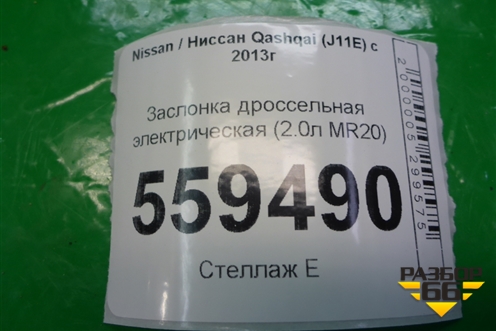 Nissan / Ниссан Qashqai (J11E) с
2013г
Заслонка дроссельная
электрическая (2.0л MR20)
559490
Стеллаж Е
2000005299575
РАЗБОР
66